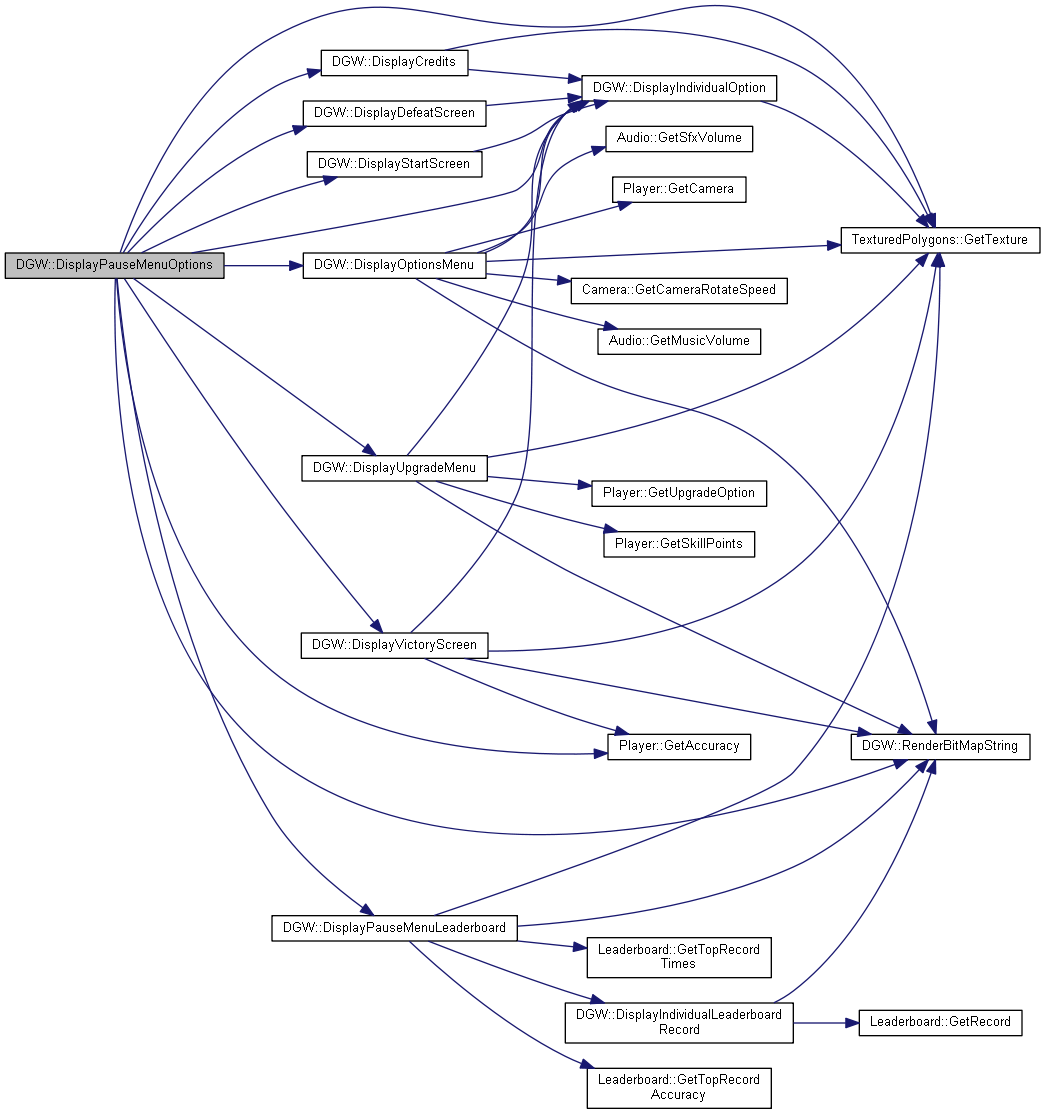 DGW::DisplayCredits
DGW::DisplayIndividualOption
DGW::DisplayDefeatScreen
Audio::GetSfxVolume
DGW::DisplayStartScreen
Player::GetCamera
TexturedPolygons::GetTexture
DGW::DisplayPauseMenuOptions
DGW::DisplayOptionsMenu
Camera::GetCameraRotateSpeed
Audio::GetMusicVolume
DGW::DisplayUpgradeMenu
Player::GetUpgradeOption
Player::GetSkillPoints
DGW::DisplayVictoryScreen
Player::GetAccuracy
DGW::RenderBitMapString
DGW::DisplayPauseMenuLeaderboard
Leaderboard::GetTopRecord
Times
DGW::DisplayIndividualLeaderboard
Record
Leaderboard::GetRecord
Leaderboard::GetTopRecord
Accuracy